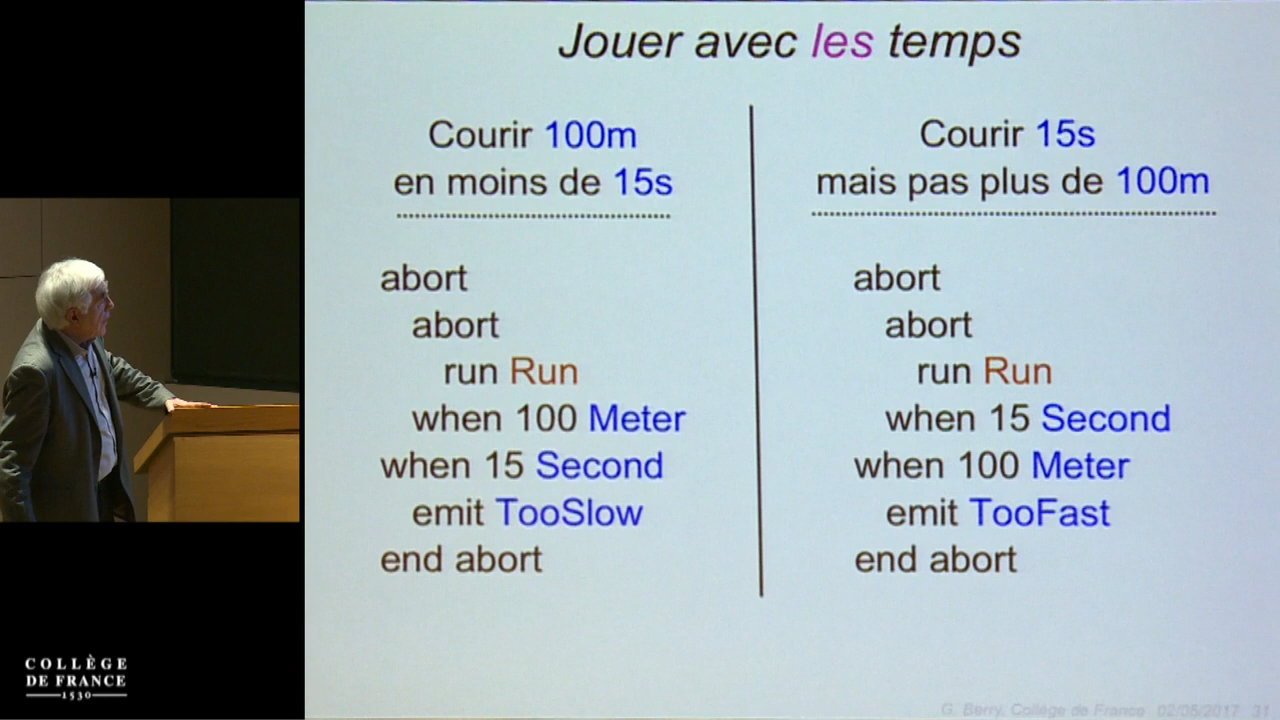 Jouer avec les temps
Courir 100m
en moins de 15s
abort
abort
run Run
when 100 Meter
when 15 Second
emit TooSlow
end abort
Courir 15s
mais pas plus de 100m
abort
abort
run Run
when 15 Second
when 100 Meter
emit TooFast
end abort
COLLÈGE
DE FRANCE
1530
G. Berry, Collège de France 02/05/2017 31